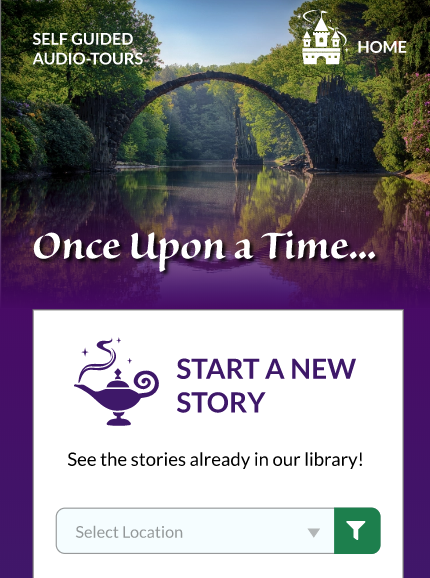 SELF GUIDED
AUDIO-TOURS
HOME
Once Upon a Time...
START A NEW
STORY
See the stories already in our library!
Select Location